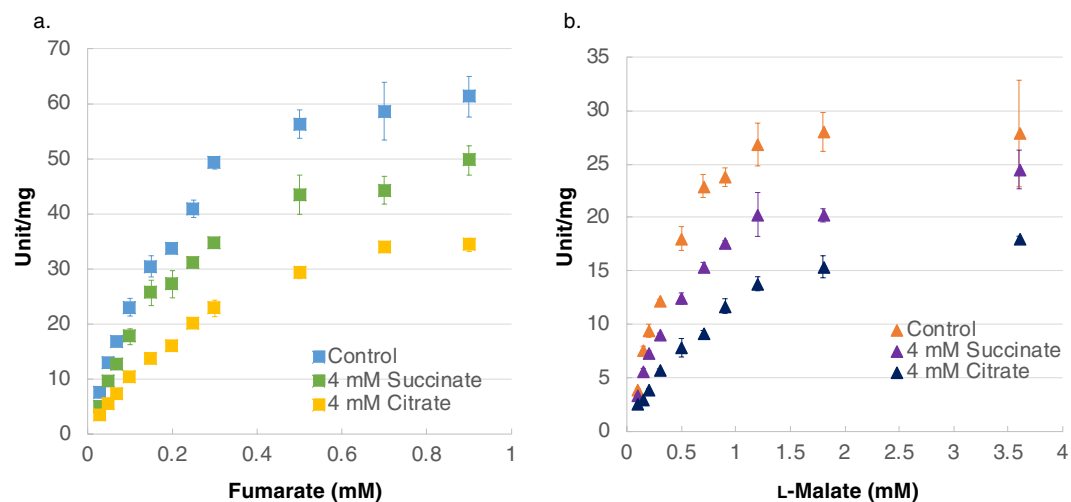 a.
70
60
50
40
30
20
10
0
Unit/mg
0
0.2
0.4
0.6
0.8
1
Fumarate (mM)
Control
4 mM Succinate
4 mM Citrate
b.
35
30
25
20
15
10
5
0
Unit/mg
0
0.5
1
1.5
2
2.5
3
3.5
4
L-Malate (mM)
Control
4 mM Succinate
4 mM Citrate